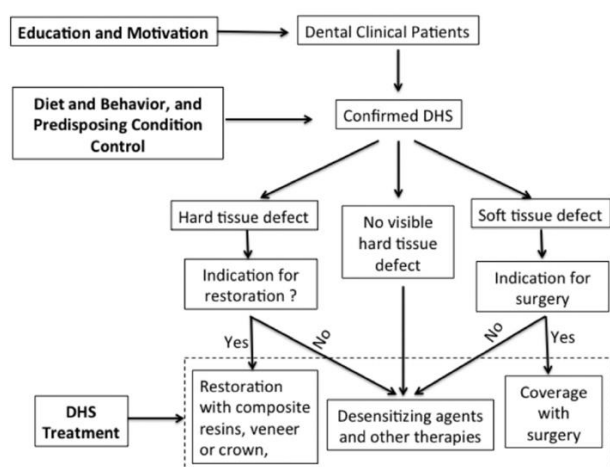 Education and Motivation
Dental Clinical Patients
Diet and Behavior, and
Predisposing Condition
Control
Confirmed DHS
Hard tissue defect
No visible
hard tissue
defect
Soft tissue defect
Indication for
restoration ?
Indication for
surgery
Yes
No
No
Yes
DHS
Treatment
Restoration
with composite
resins, veneer
or crown,
Desensitizing agents
and other therapies
Coverage
with
surgery